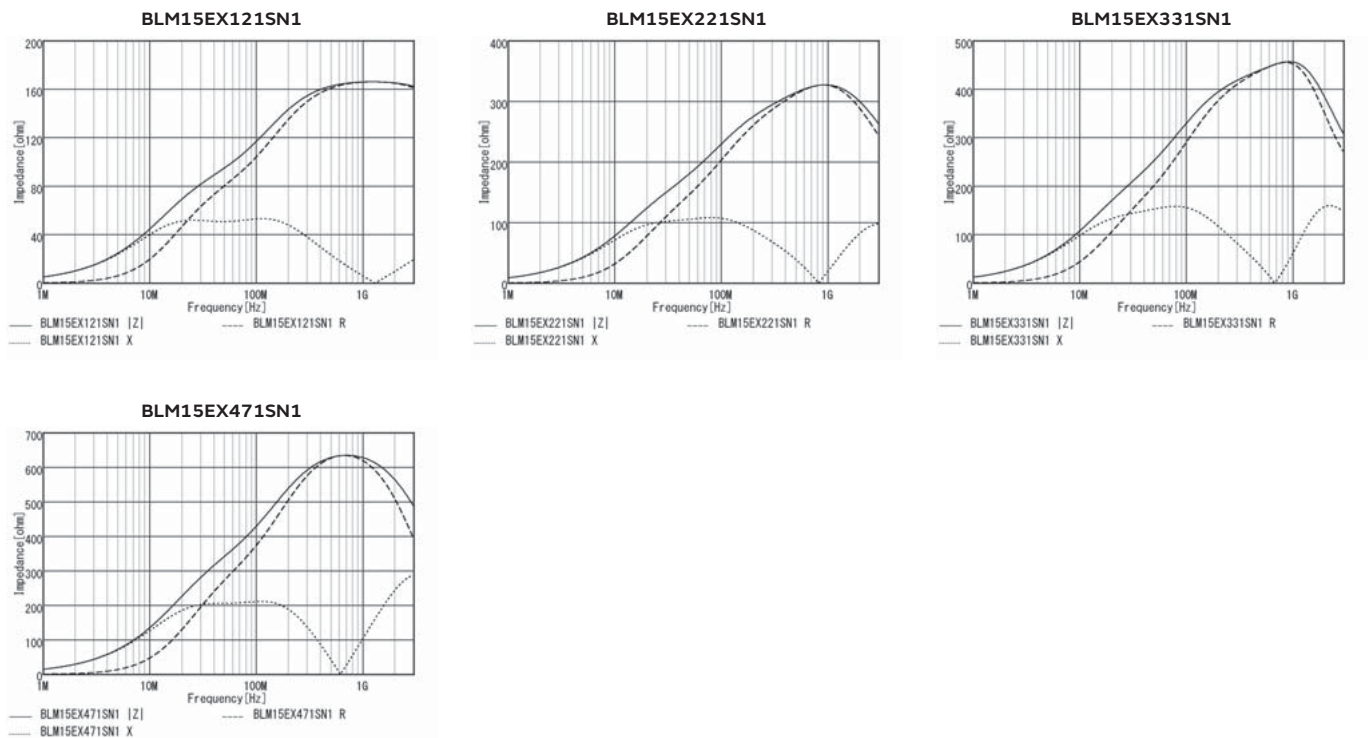 BLM15EX121SN1
200
160
120
80
40
0
Impedance[ohm]
1M 10M 100M 1G
Frequency[Hz]
BLM15EX121SN1 |Z| BLM15EX121SN1 R
BLM15EX121SN1 X
BLM15EX221SN1
400
300
200
100
0
Impedance[ohm]
1M 10M 100M 1G
Frequency[Hz]
BLM15EX221SN1 |Z| BLM15EX221SN1 R
BLM15EX221SN1 X
BLM15EX331SN1
500
400
300
200
100
0
Impedance[ohm]
1M 10M 100M 1G
Frequency[Hz]
BLM15EX331SN1 |Z| BLM15EX331SN1 R
BLM15EX331SN1 X
BLM15EX471SN1
700
600
500
400
300
200
100
0
Impedance[ohm]
1M 10M 100M 1G
Frequency[Hz]
BLM15EX471SN1 |Z| BLM15EX471SN1 R
BLM15EX471SN1 X